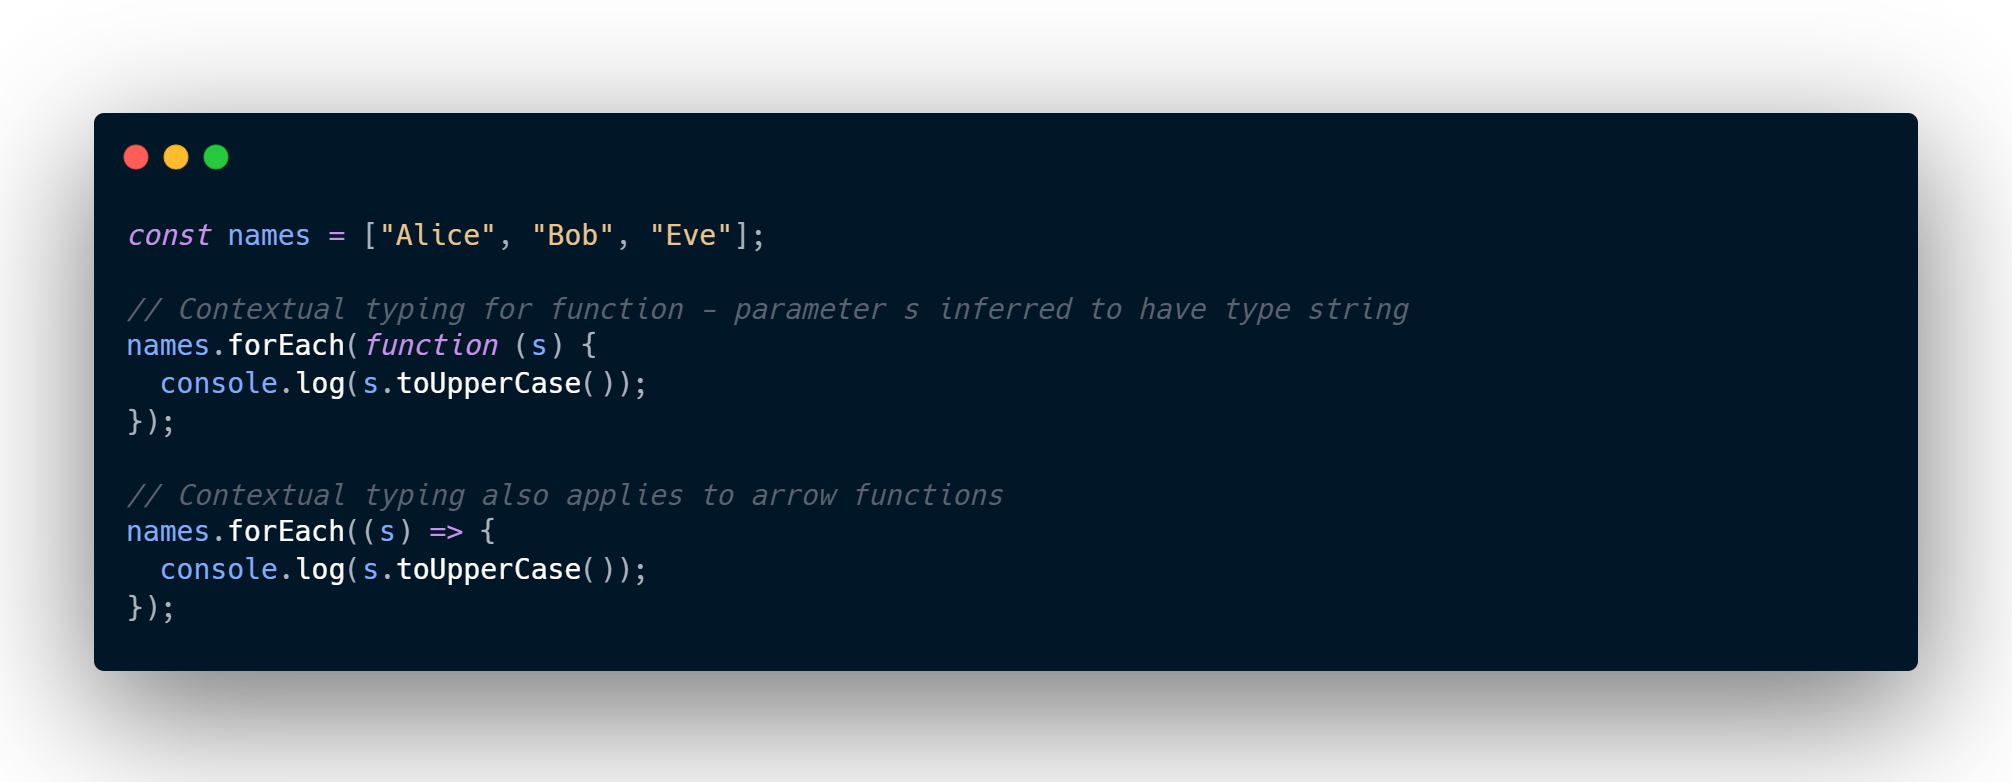 const names = ["Alice", "Bob", "Eve"];
// Contextual typing for function - parameter s inferred to have type string
names.forEach(function (s) {
  console.log(s.toUpperCase());
});
// Contextual typing also applies to arrow functions
names.forEach((s) => {
  console.log(s.toUpperCase());
});